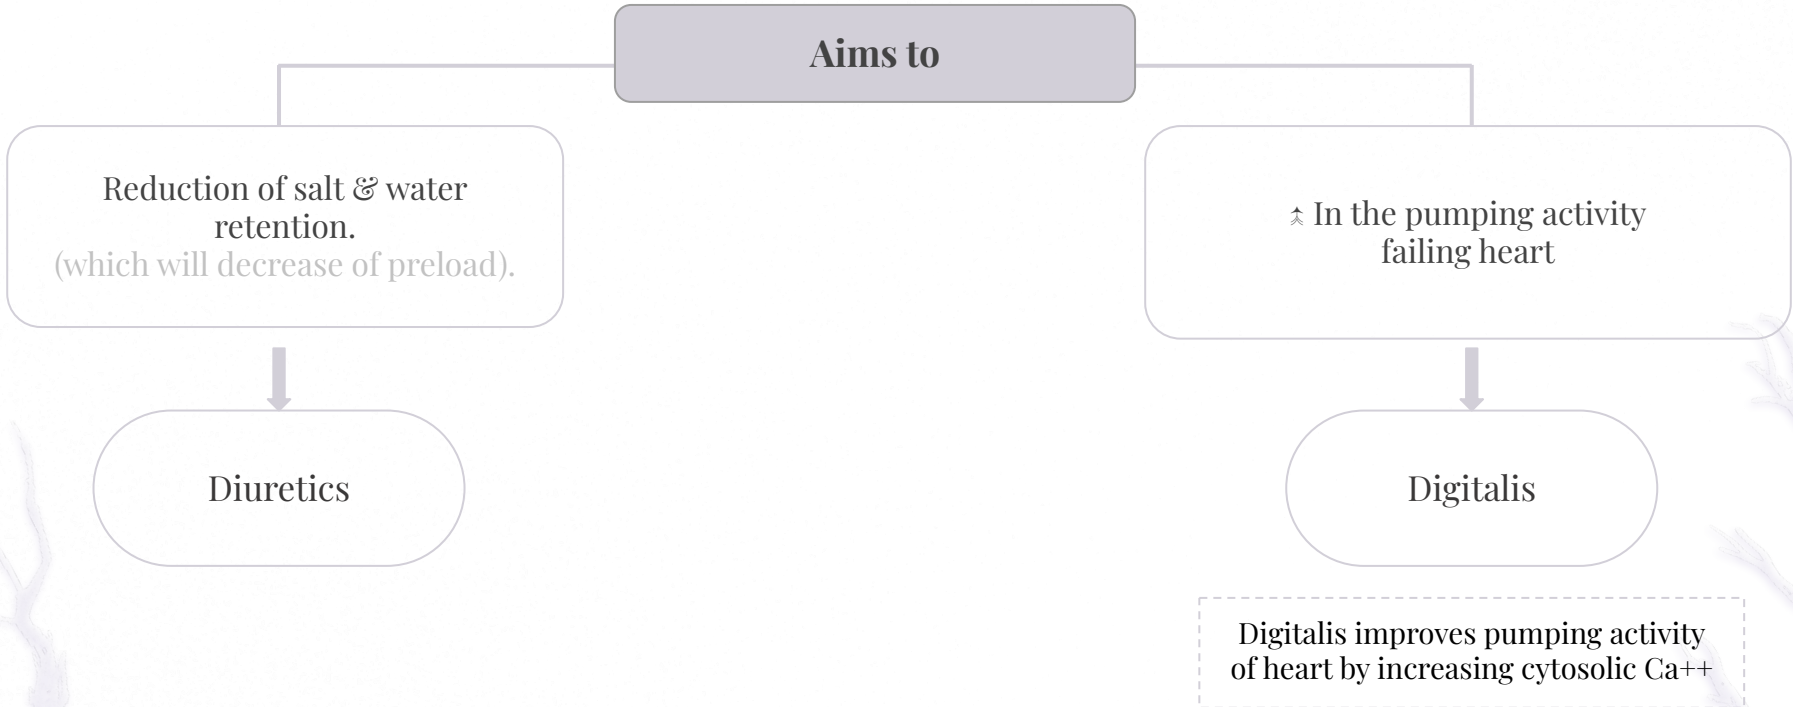 Aims to
Reduction of salt & water
retention.
(which will decrease of preload).
↑ In the pumping activity
failing heart
Diuretics
Digitalis
Digitalis improves pumping activity
of heart by increasing cytosolic Ca++